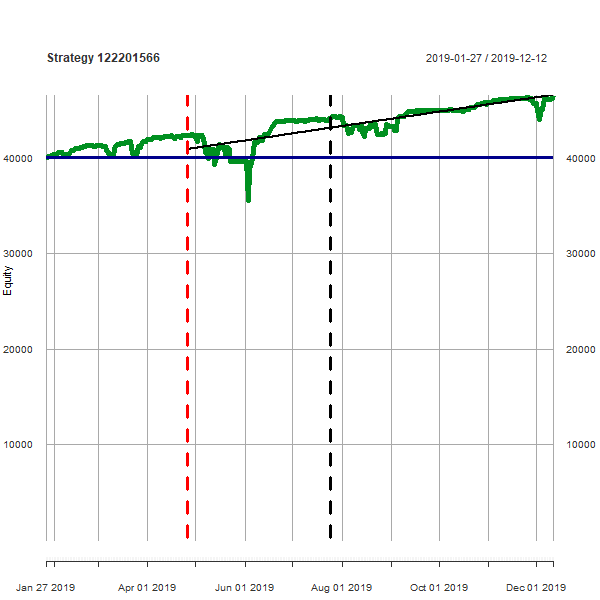 Strategy 122201566
2019-01-27 / 2019-12-12
40000
40000
30000
30000
Equity
20000
20000
10000
10000
Jan 27 2019
Apr 01 2019
Jun 01 2019
Aug 01 2019
Oct 01 2019
Dec 01 2019